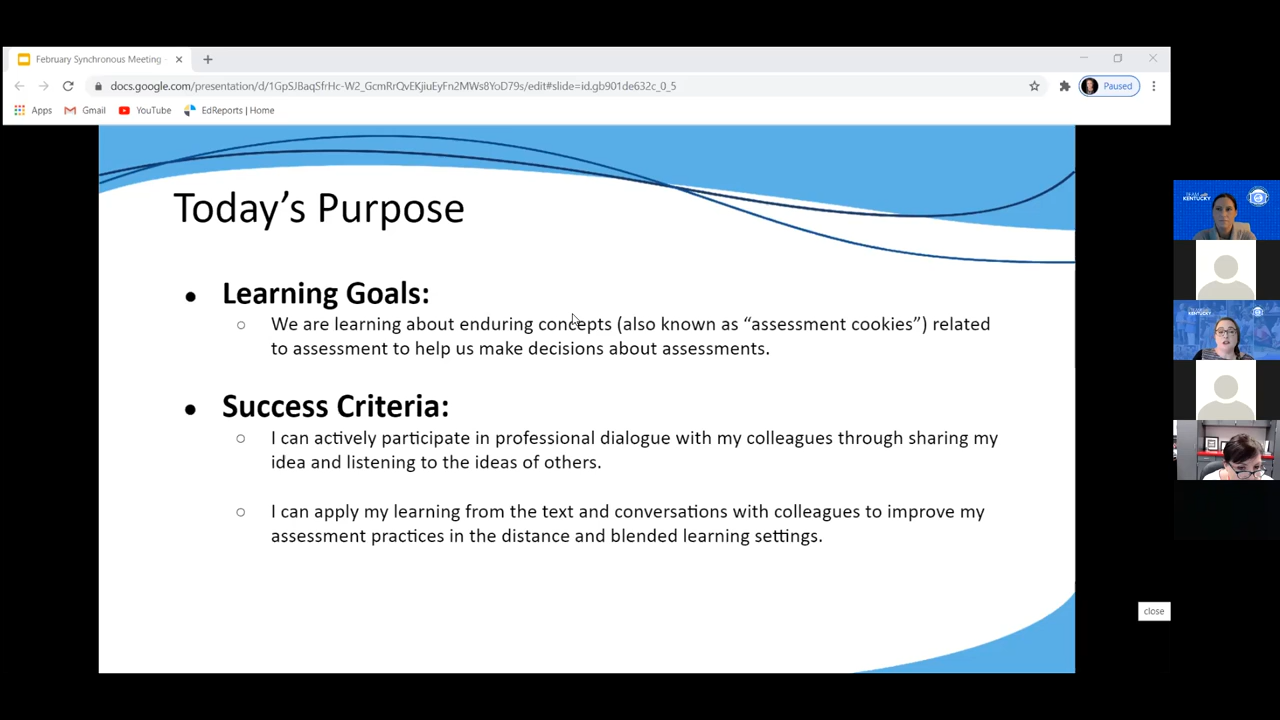 February Synchronous Meeting
docs.google.com/presentation/d/1GpSJBaqSfrHc-W2_GcmRrQvEKjiuEyFn2MWs8YoD79s/edit#slide=id.gb901de632c_0_5
Paused
Apps Gmail YouTube EdReports | Home
Today’s Purpose
● Learning Goals:
○ We are learning about enduring concepts (also known as “assessment cookies”) related
to assessment to help us make decisions about assessments.
● Success Criteria:
○ I can actively participate in professional dialogue with my colleagues through sharing my
idea and listening to the ideas of others.
○ I can apply my learning from the text and conversations with colleagues to improve my
assessment practices in the distance and blended learning settings.
TEAM
KENTUCKY
close